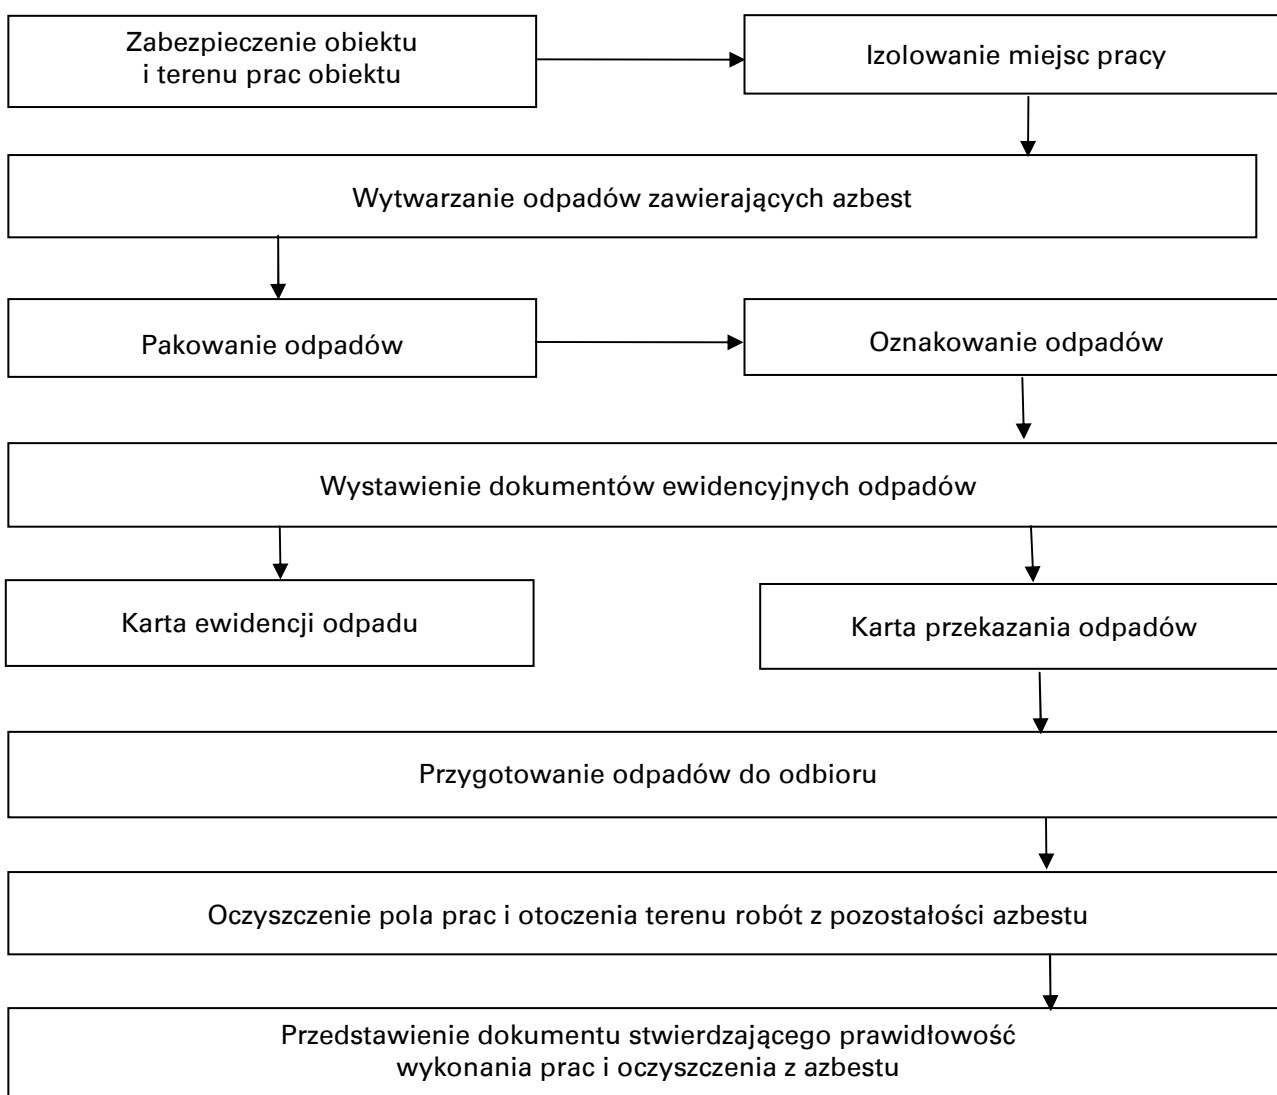 Zabezpieczenie obiektu
i terenu prac obiektu
Izolowanie miejsc pracy
Wytwarzanie odpadów zawierających azbest
Pakowanie odpadów
Oznakowanie odpadów
Wystawienie dokumentów ewidencyjnych odpadów
Karta ewidencji odpadu
Karta przekazania odpadów
Przygotowanie odpadów do odbioru
Oczyszczenie pola prac i otoczenia terenu robót z pozostałości azbestu
Przedstawienie dokumentu stwierdzającego prawidłowość
wykonania prac i oczyszczenia z azbestu